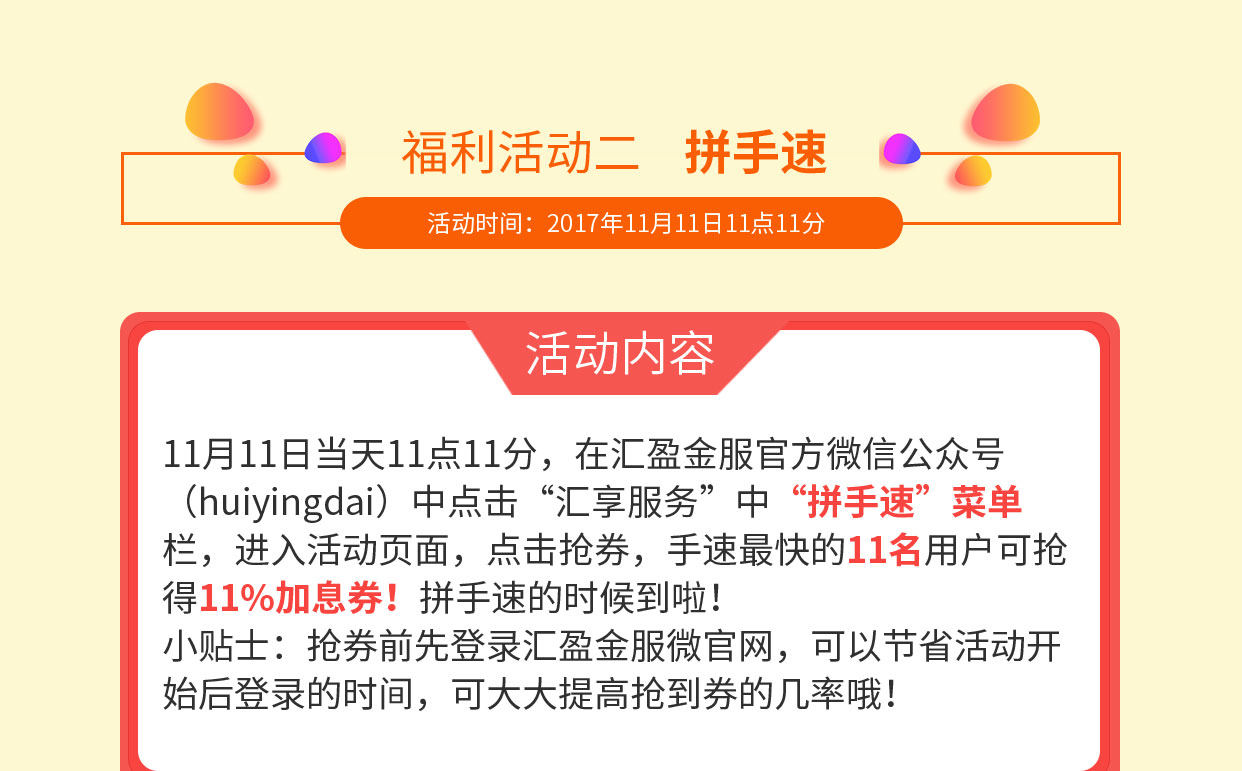 福利活动二 拼手速
活动时间：2017年11月11日11点11分
活动内容
11月11日当天11点11分，在汇盈金服官方微信公众号
（huiyingdai）中点击“汇享服务”中“拼手速”菜单
栏，进入活动页面，点击抢券，手速最快的11名用户可抢
得11%加息券！拼手速的时候到啦！
小贴士：抢券前先登录汇盈金服微官网，可以节省活动开
始后登录的时间，可大大提高抢到券的几率哦！